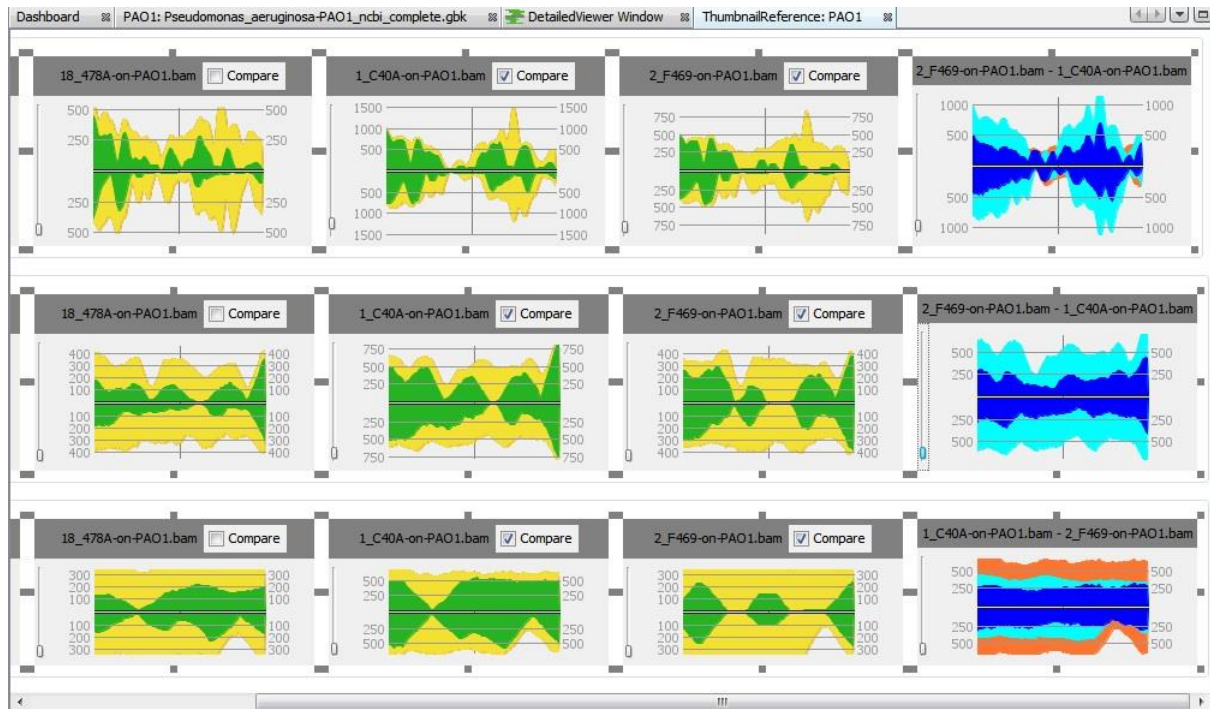 Dashboard PAO1: Pseudomonas_aeruginosa-PAO1_ncbi_complete.gbk DetailedViewer Window ThumbnailReference: PAO1
18_478A-on-PAO1.bam Compare 1_C40A-on-PAO1.bam Compare 2_F469-on-PAO1.bam Compare 2_F469-on-PAO1.bam - 1_C40A-on-PAO1.bam
500 500 1500 1500 750 750 1000 1000
250 250 1000 1000 500 500 500 500
500 500 250 250
250 250 500 500 250 250 500 500
500 500 1000 1000 500 500 1000 1000
1500 1500 750 750
18_478A-on-PAO1.bam Compare 1_C40A-on-PAO1.bam Compare 2_F469-on-PAO1.bam Compare 2_F469-on-PAO1.bam - 1_C40A-on-PAO1.bam
400 400 750 750 400 400 500 500
300 300 500 500 300 300 250 250
200 200 250 250 200 200
100 100 100 100
100 100 250 250 100 100 250 250
200 200 500 500 200 200 500 500
300 300 750 750 300 300
400 400 400 400
18_478A-on-PAO1.bam Compare 1_C40A-on-PAO1.bam Compare 2_F469-on-PAO1.bam Compare 1_C40A-on-PAO1.bam - 2_F469-on-PAO1.bam
300 300 500 500 300 300 500 500
200 200 250 250 200 200 250 250
100 100 100 100
100 100 250 250 100 100 250 250
200 200 500 500 200 200 500 500
300 300 300 300